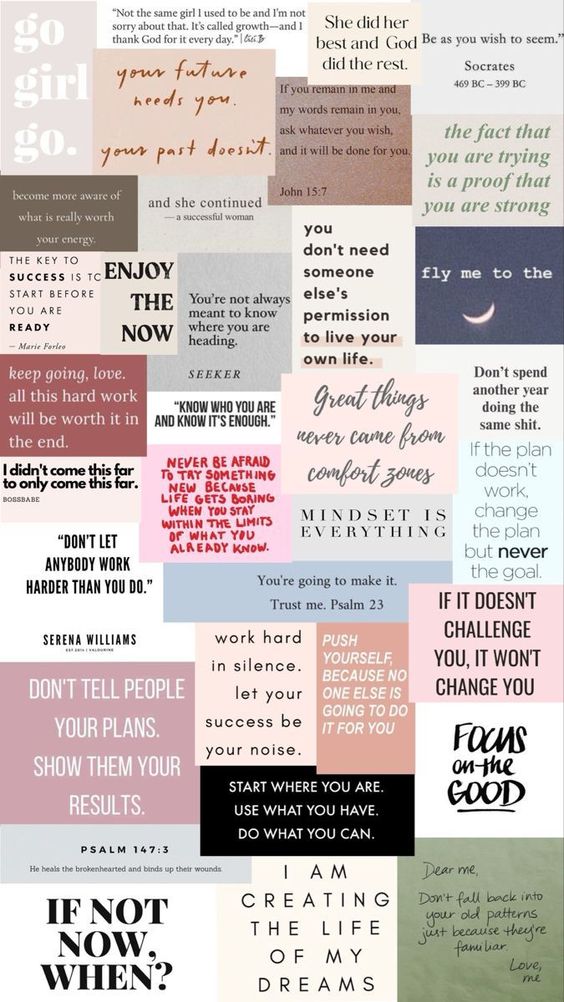 go
girl
go.
"Not the same girl I used to be and I'm not
sorry about that. It's called growth—and I
thank God for it every day."
She did her
best and God
did the rest.
Be as you wish to seem."
Socrates
469 BC – 399 BC
your future
needs you.
your past doesn't.
If you remain in me and
my words remain in you,
ask whatever you wish,
and it will be done for you.
John 15:7
the fact that
you are trying
is a proof that
you are strong
become more aware of
what is really worth
your energy.
and she continued
— a successful woman
you
don't need
someone
else's
permission
to live your
own life.
fly me to the
THE KEY TO
SUCCESS IS TO
START BEFORE
YOU ARE
READY
— Marie Forleo
ENJOY
THE
NOW
You're not always
meant to know
where you are
heading.
SEEKER
keep going, love.
all this hard work
will be worth it in
the end.
"KNOW WHO YOU ARE
AND KNOW IT'S ENOUGH."
Great things
never came from
comfort zones
Don't spend
another year
doing the
same shit.
I didn't come this far
to only come this far.
BOSSBABE
NEVER BE AFRAID
TO TRY SOMETHING
NEW BECAUSE
LIFE GETS BORING
WHEN YOU STAY
WITHIN THE LIMITS
OF WHAT YOU
ALREADY KNOW.
MINDSET IS
EVERYTHING
If the plan
doesn't
work,
change
the plan
but never
the goal.
"DON'T LET
ANYBODY WORK
HARDER THAN YOU DO."
SERENA WILLIAMS
EST 2014 | VALOURINE
You're going to make it.
Trust me. Psalm 23
IF IT DOESN'T
CHALLENGE
YOU, IT WON'T
CHANGE YOU
work hard
in silence.
let your
success be
your noise.
PUSH
YOURSELF,
BECAUSE NO
ONE ELSE IS
GOING TO DO
IT FOR YOU
DON'T TELL PEOPLE
YOUR PLANS.
SHOW THEM YOUR
RESULTS.
FOCUS
on the
GOOD
START WHERE YOU ARE.
USE WHAT YOU HAVE.
DO WHAT YOU CAN.
PSALM 147:3
He heals the brokenhearted and binds up their wounds.
IF NOT
NOW,
WHEN?
I AM
CREATING
THE LIFE
OF MY
DREAMS
Dear me,
Don't fall back into
your old patterns
just because they're
familiar.
Love,
me